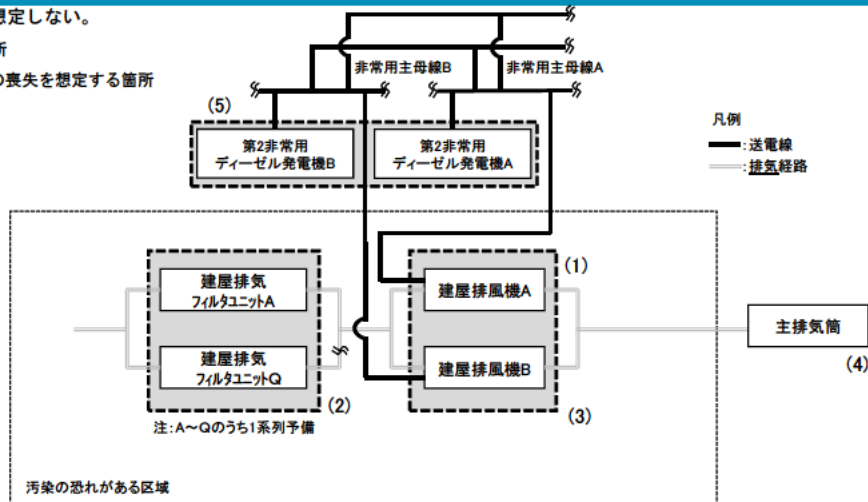 想定しない。
所
の喪失を想定する箇所
非常用主母線B
非常用主母線A
(5)
第2非常用
ディーゼル発電機B
第2非常用
ディーゼル発電機A
凡例
:送電線
:排気経路
建屋排気
フィルタユニットA
建屋排気
フィルタユニットQ
(2)
注:A~Qのうち1系列予備
(1)
建屋排風機A
建屋排風機B
(3)
主排気筒
(4)
汚染の恐れがある区域